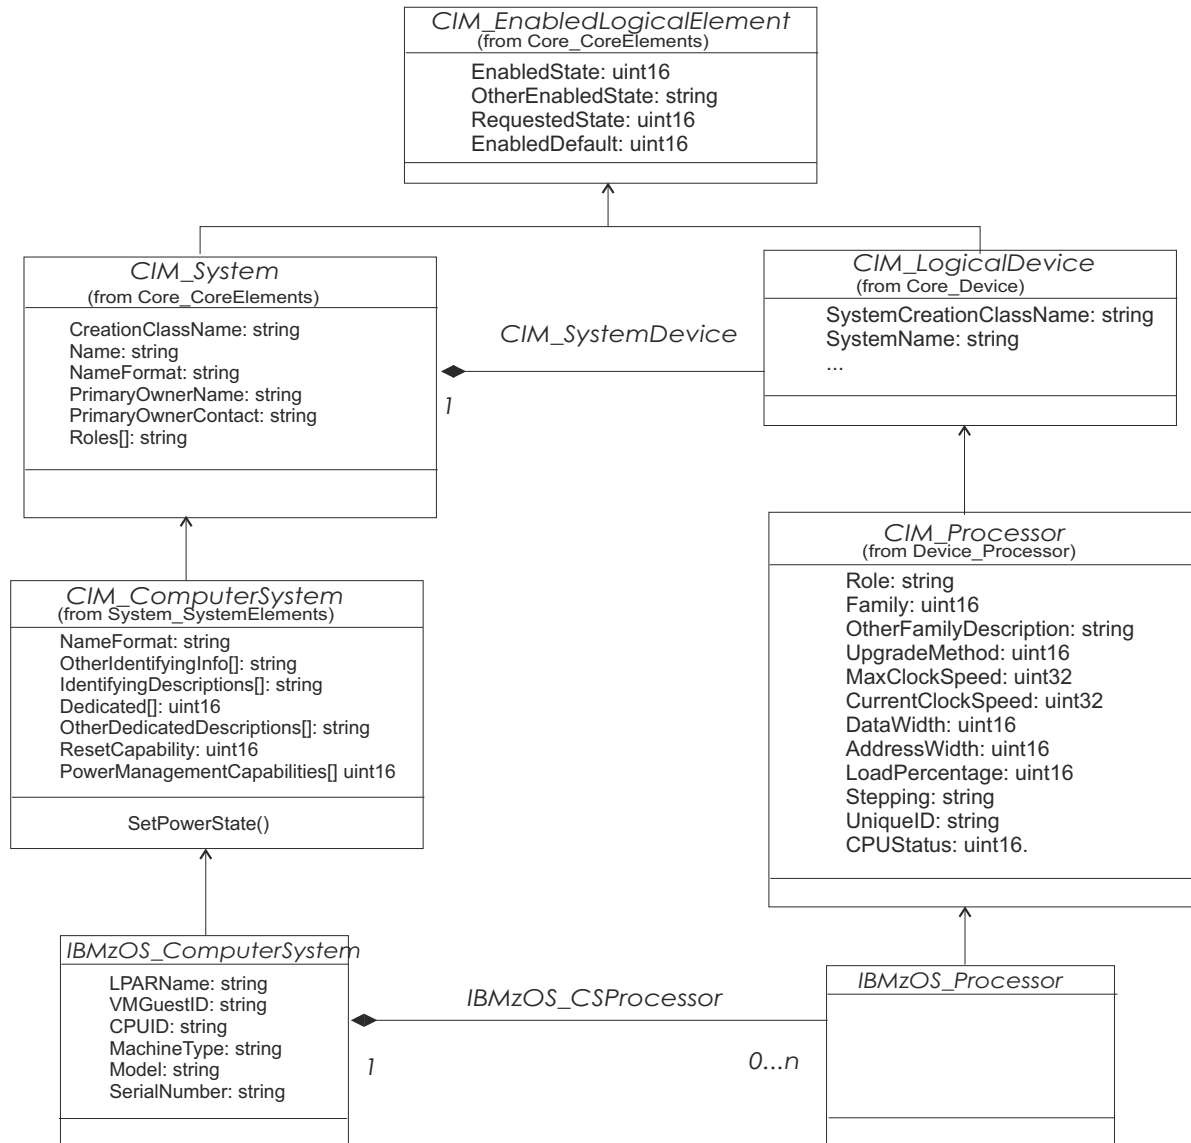 CIM_EnabledLogicalElement
(from Core_CoreElements)
EnabledState: uint16
OtherEnabledState: string
RequestedState: uint16
EnabledDefault: uint16
CIM_System
(from Core_CoreElements)
CreationClassName: string
Name: string
NameFormat: string
PrimaryOwnerName: string
PrimaryOwnerContact: string
Roles[]: string
CIM_SystemDevice
1
CIM_LogicalDevice
(from Core_Device)
SystemCreationClassName: string
SystemName: string
...
CIM_ComputerSystem
(from System_SystemElements)
NameFormat: string
OtherIdentifyingInfo[]: string
IdentifyingDescriptions[]: string
Dedicated[]: uint16
OtherDedicatedDescriptions[]: string
ResetCapability: uint16
PowerManagementCapabilities[] uint16
SetPowerState()
CIM_Processor
(from Device_Processor)
Role: string
Family: uint16
OtherFamilyDescription: string
UpgradeMethod: uint16
MaxClockSpeed: uint32
CurrentClockSpeed: uint32
DataWidth: uint16
AddressWidth: uint16
LoadPercentage: uint16
Stepping: string
UniqueID: string
CPUStatus: uint16.
IBMzOS_ComputerSystem
LPARName: string
VMGuestID: string
CPUID: string
MachineType: string
Model: string
SerialNumber: string
IBMzOS_CSProcessor
1
0...n
IBMzOS_Processor